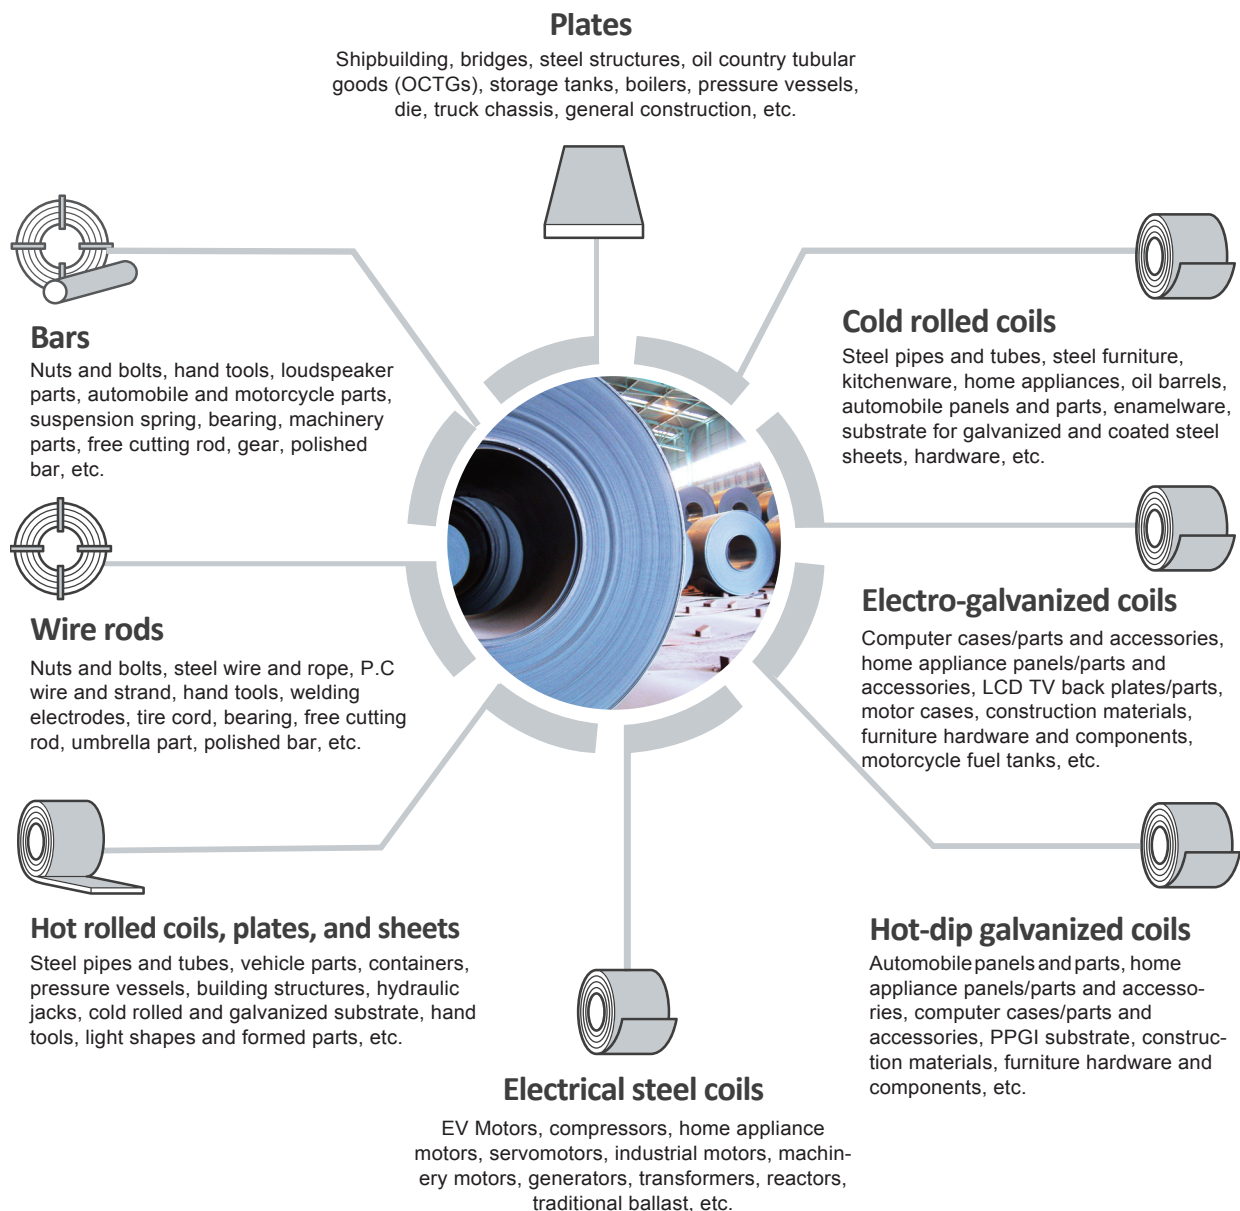 Plates
Shipbuilding, bridges, steel structures, oil country tubular
goods (OCTGs), storage tanks, boilers, pressure vessels,
die, truck chassis, general construction, etc.
Bars
Nuts and bolts, hand tools, loudspeaker
parts, automobile and motorcycle parts,
suspension spring, bearing, machinery
parts, free cutting rod, gear, polished
bar, etc.
Cold rolled coils
Steel pipes and tubes, steel furniture,
kitchenware, home appliances, oil barrels,
automobile panels and parts, enamelware,
substrate for galvanized and coated steel
sheets, hardware, etc.
Wire rods
Nuts and bolts, steel wire and rope, P.C
wire and strand, hand tools, welding
electrodes, tire cord, bearing, free cutting
rod, umbrella part, polished bar, etc.
Electro-galvanized coils
Computer cases/parts and accessories,
home appliance panels/parts and
accessories, LCD TV back plates/parts,
motor cases, construction materials,
furniture hardware and components,
motorcycle fuel tanks, etc.
Hot rolled coils, plates, and sheets
Steel pipes and tubes, vehicle parts, containers,
pressure vessels, building structures, hydraulic
jacks, cold rolled and galvanized substrate, hand
tools, light shapes and formed parts, etc.
Hot-dip galvanized coils
Automobile panels and parts, home
appliance panels/parts and accesso-
ries, computer cases/parts and
accessories, PPGI substrate, construc-
tion materials, furniture hardware and
components, etc.
Electrical steel coils
EV Motors, compressors, home appliance
motors, servomotors, industrial motors, machin-
ery motors, generators, transformers, reactors,
traditional ballast, etc.